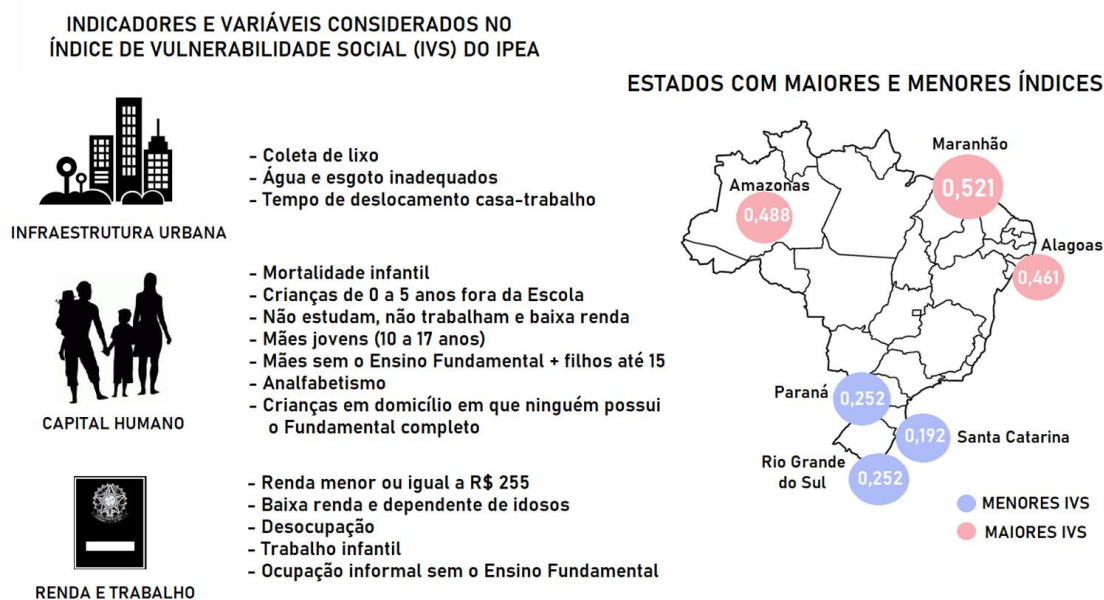 INDICADORES E VARIÁVEIS CONSIDERADOS NO
ÍNDICE DE VULNERABILIDADE SOCIAL (IVS) DO IPEA
- Coleta de lixo
- Água e esgoto inadequados
- Tempo de deslocamento casa-trabalho
INFRAESTRUTURA URBANA
- Mortalidade infantil
- Crianças de 0 a 5 anos fora da Escola
- Não estudam, não trabalham e baixa renda
- Mães jovens (10 a 17 anos)
- Mães sem o Ensino Fundamental + filhos até 15
- Analfabetismo
- Crianças em domicílio em que ninguém possui
o Fundamental completo
CAPITAL HUMANO
- Renda menor ou igual a R$ 255
- Baixa renda e dependente de idosos
- Desocupação
- Trabalho infantil
- Ocupação informal sem o Ensino Fundamental
RENDA E TRABALHO
ESTADOS COM MAIORES E MENORES ÍNDICES
Maranhão
0,521
Amazonas
0,488
Alagoas
0,461
Paraná
0,252
0,192
Santa Catarina
Rio Grande
do Sul
0,252
MENORES IVS
MAIORES IVS